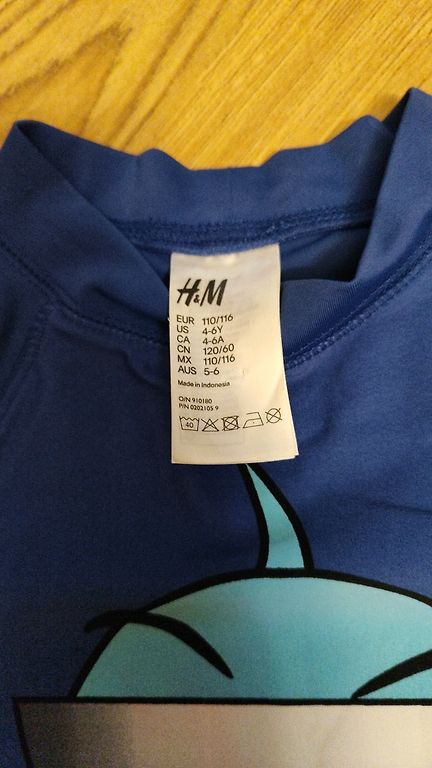 H&M
EUR 110/116
US 4-6Y
CA 4-6A
CN 120/60
MX 110/116
AUS 5-6
Made in Indonesia
O/N 910180
P/N 0202105 9
40